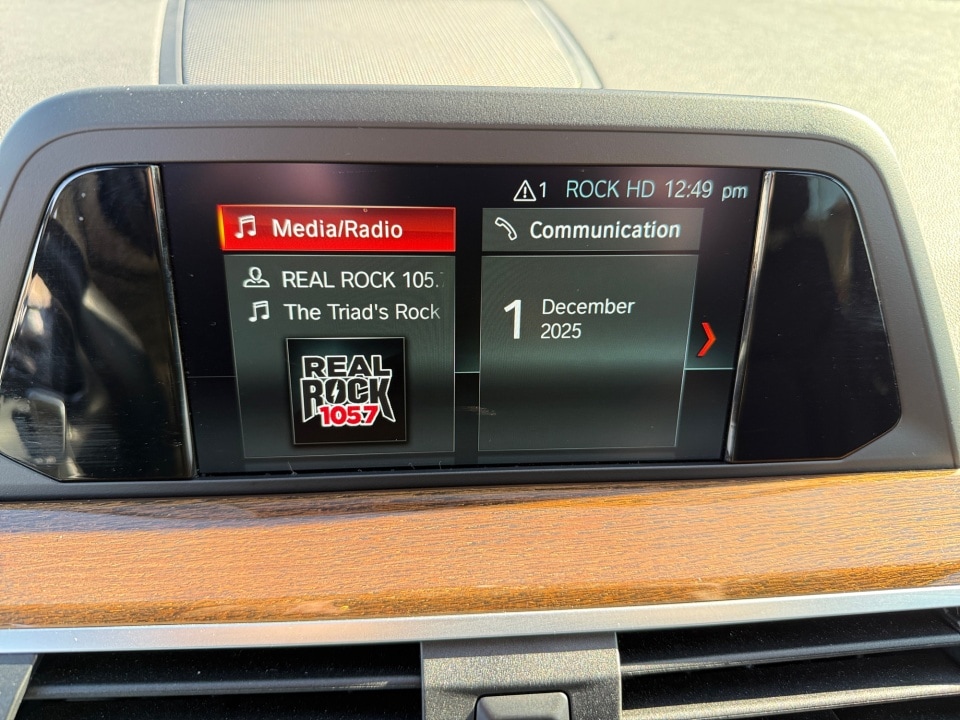 1 ROCK HD 12:49 pm
Media/Radio
REAL ROCK 105.
The Triad's Rock
REAL
ROCK
105.7
Communication
1 December
2025